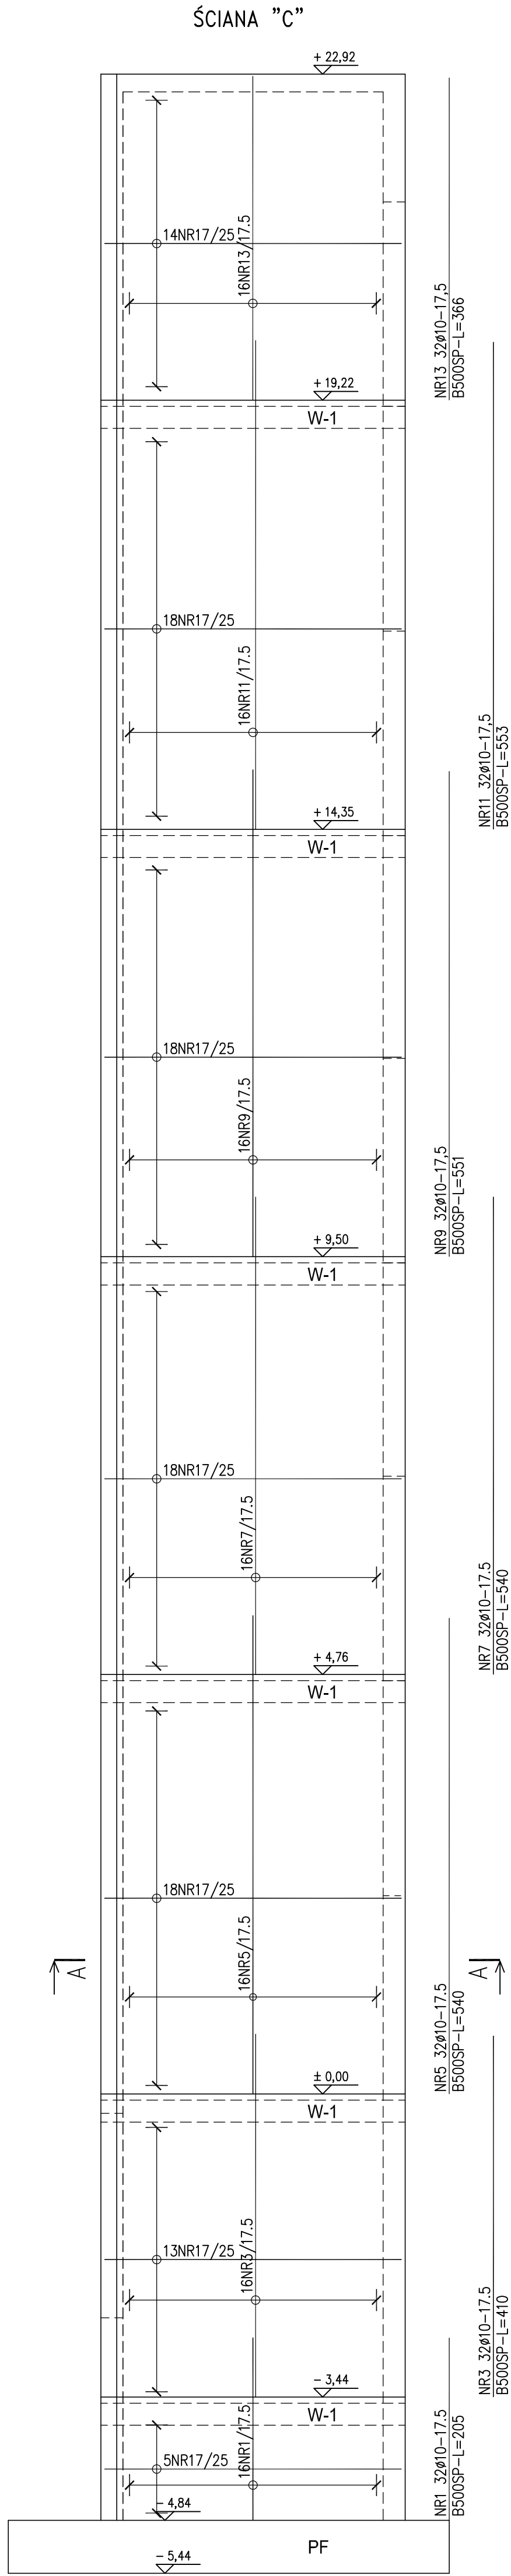 ŚCIANA ”C”
+ 22,92
14NR17/25
16NR13/17.5
NR13 32ø10-17,5
B500SP-L=366
+ 19,22
W-1
18NR17/25
16NR11/17.5
NR11 32ø10-17,5
B500SP-L=553
+ 14,35
W-1
18NR17/25
16NR9/17.5
NR9 32ø10-17,5
B500SP-L=551
+ 9,50
W-1
18NR17/25
16NR7/17.5
NR7 32ø10-17.5
B500SP-L=540
+ 4,76
W-1
18NR17/25
16NR5/17.5
A
A
NR5 32ø10-17.5
B500SP-L=540
± 0,00
W-1
13NR17/25
16NR3/17.5
NR3 32ø10-17.5
B500SP-L=410
- 3,44
W-1
5NR17/25
16NR1/17.5
NR1 32ø10-17.5
B500SP-L=205
- 4,84
PF
- 5,44